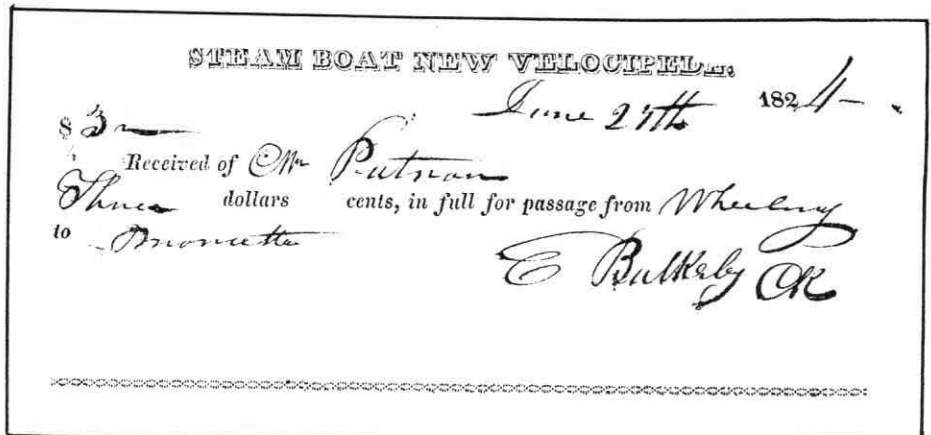 STEAM BOAT NEW VELOCIPEDE.
June 27th 1824
$ 3
Received of Mr Putnam
Three dollars cents, in full for passage from Wheeling
to Marietta
E Bulkeley Ck